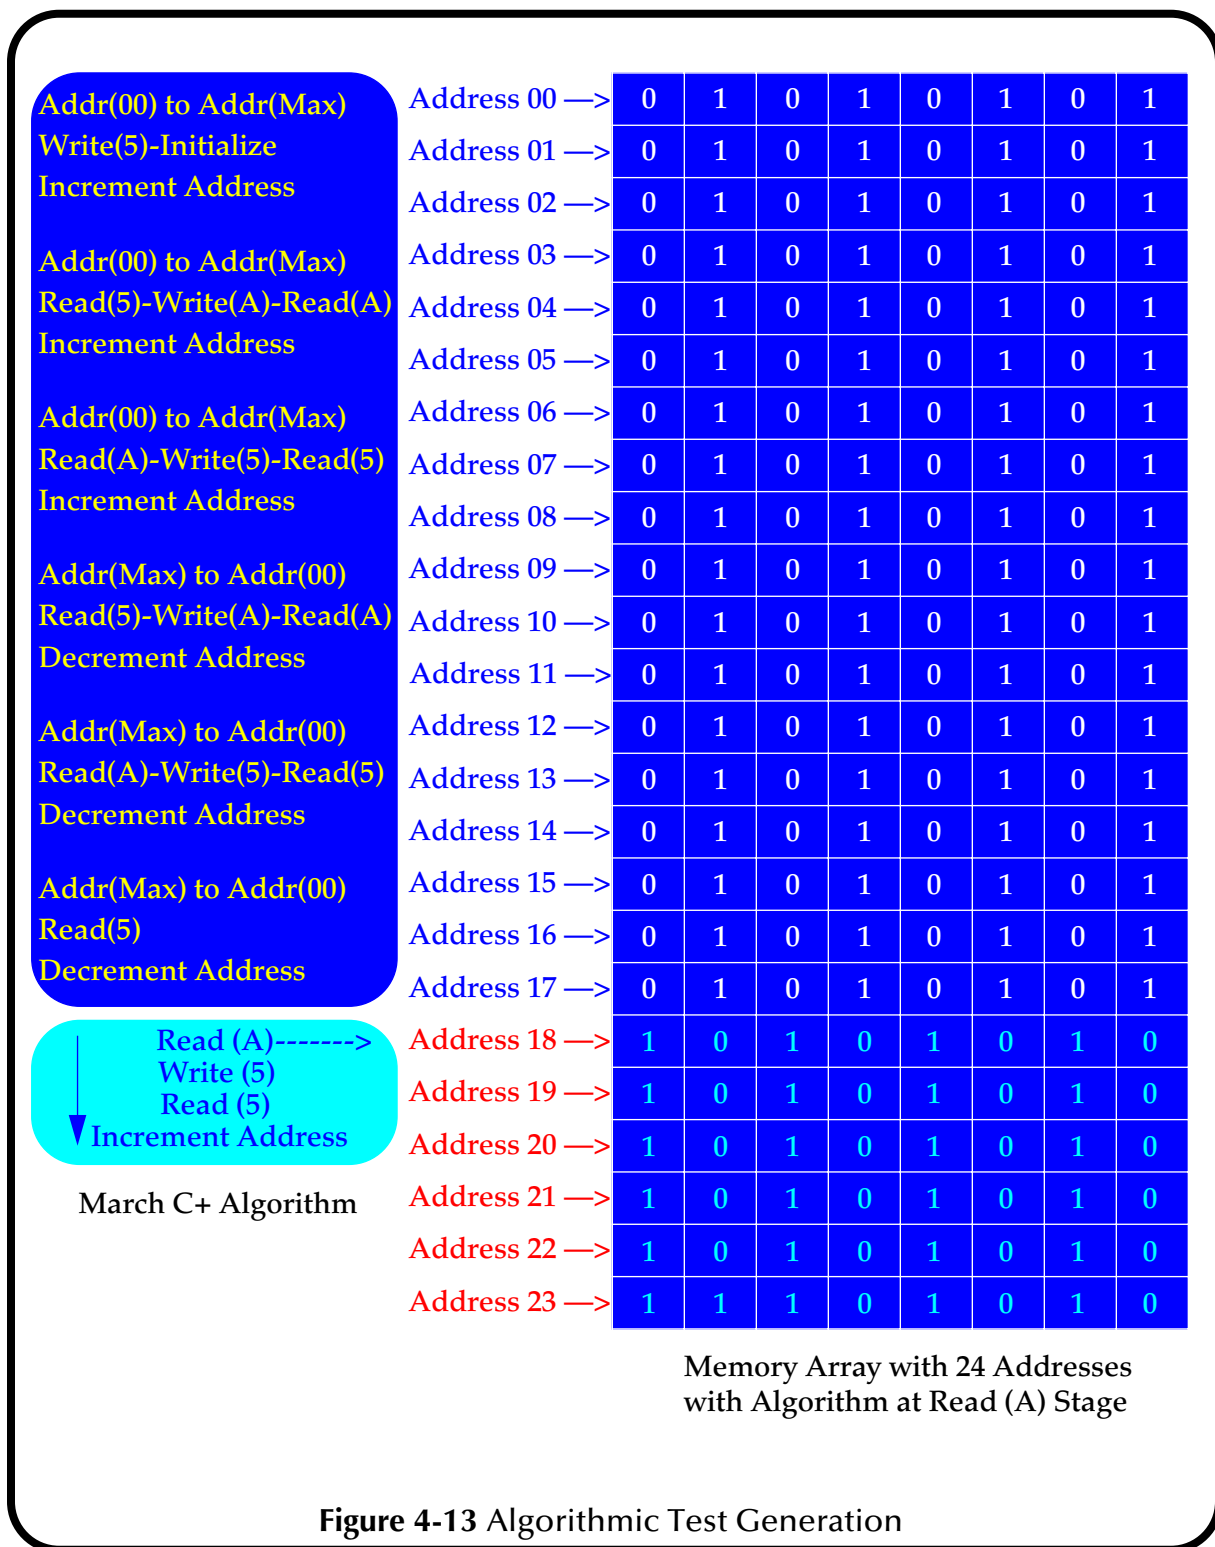 Addr(00) to Addr(Max)
Write(5)-Initialize
Increment Address
Addr(00) to Addr(Max)
Read(5)-Write(A)-Read(A)
Increment Address
Addr(00) to Addr(Max)
Read(A)-Write(5)-Read(5)
Increment Address
Addr(Max) to Addr(00)
Read(5)-Write(A)-Read(A)
Decrement Address
Addr(Max) to Addr(00)
Read(A)-Write(5)-Read(5)
Decrement Address
Addr(Max) to Addr(00)
Read(5)
Decrement Address
Read (A)------->
Write (5)
Read (5)
Increment Address
March C+ Algorithm
Address 00 —> 0 1 0 1 0 1 0 1
Address 01 —> 0 1 0 1 0 1 0 1
Address 02 —> 0 1 0 1 0 1 0 1
Address 03 —> 0 1 0 1 0 1 0 1
Address 04 —> 0 1 0 1 0 1 0 1
Address 05 —> 0 1 0 1 0 1 0 1
Address 06 —> 0 1 0 1 0 1 0 1
Address 07 —> 0 1 0 1 0 1 0 1
Address 08 —> 0 1 0 1 0 1 0 1
Address 09 —> 0 1 0 1 0 1 0 1
Address 10 —> 0 1 0 1 0 1 0 1
Address 11 —> 0 1 0 1 0 1 0 1
Address 12 —> 0 1 0 1 0 1 0 1
Address 13 —> 0 1 0 1 0 1 0 1
Address 14 —> 0 1 0 1 0 1 0 1
Address 15 —> 0 1 0 1 0 1 0 1
Address 16 —> 0 1 0 1 0 1 0 1
Address 17 —> 0 1 0 1 0 1 0 1
Address 18 —> 1 0 1 0 1 0 1 0
Address 19 —> 1 0 1 0 1 0 1 0
Address 20 —> 1 0 1 0 1 0 1 0
Address 21 —> 1 0 1 0 1 0 1 0
Address 22 —> 1 0 1 0 1 0 1 0
Address 23 —> 1 1 1 0 1 0 1 0
Memory Array with 24 Addresses
with Algorithm at Read (A) Stage
Figure 4-13 Algorithmic Test Generation